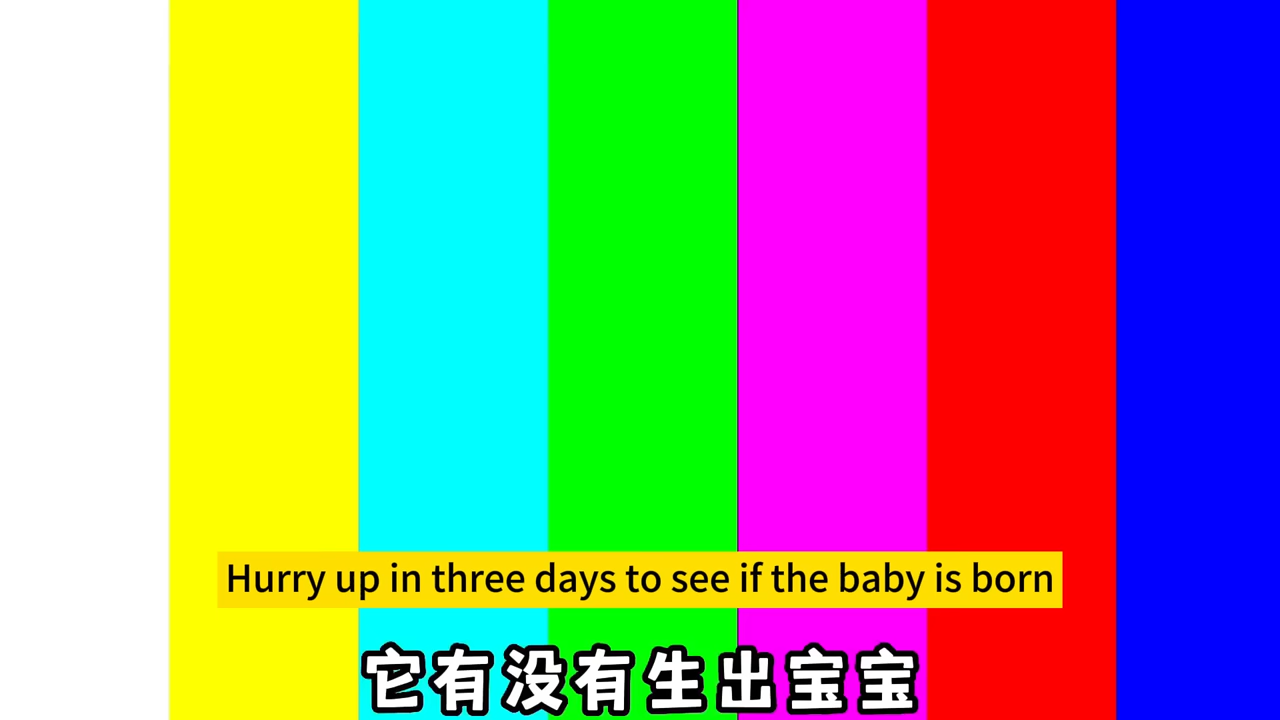 Hurry up in three days to see if the baby is born
它有没有生出宝宝